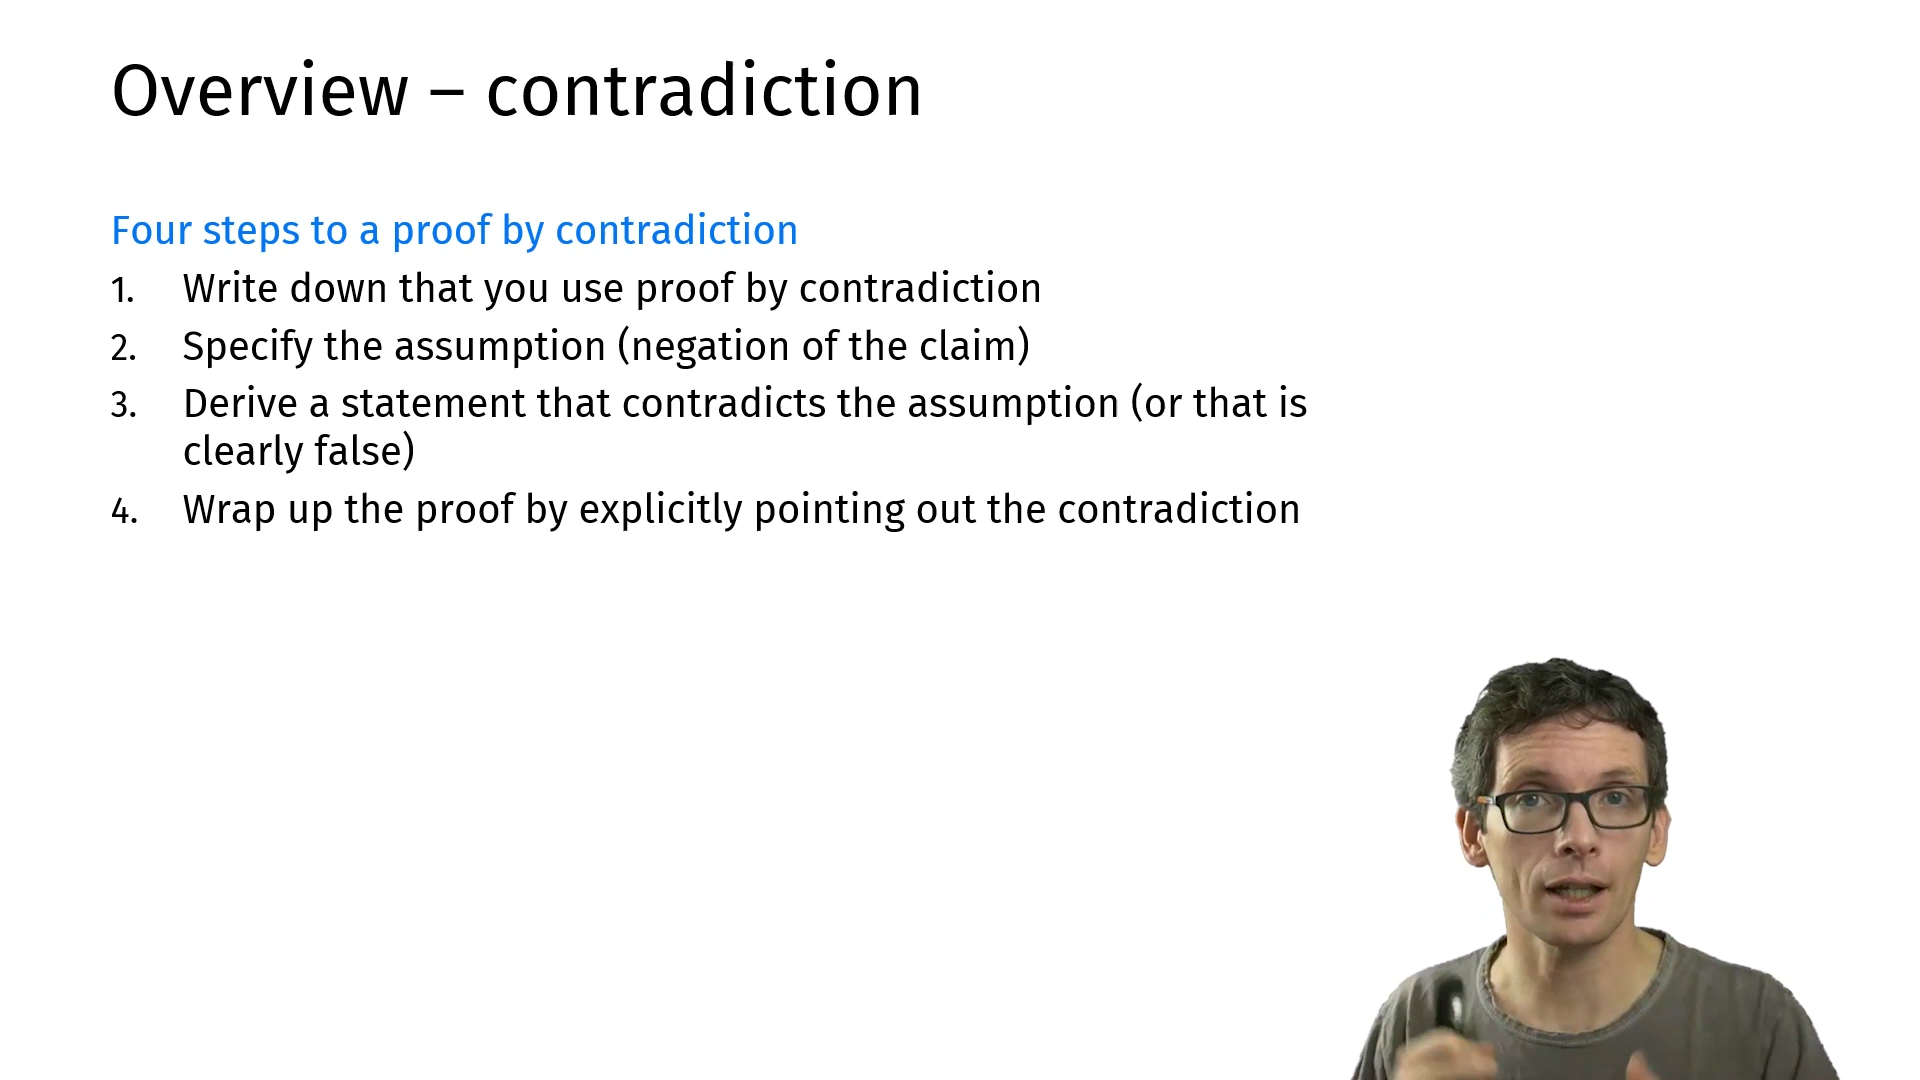 Overview – contradiction
Four steps to a proof by contradiction
1. Write down that you use proof by contradiction
2. Specify the assumption (negation of the claim)
3. Derive a statement that contradicts the assumption (or that is
clearly false)
4. Wrap up the proof by explicitly pointing out the contradiction